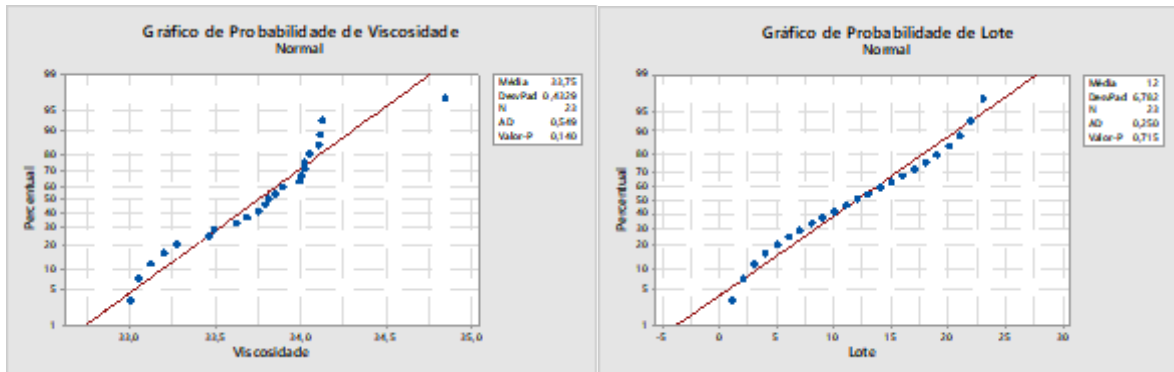 Gráfico de Probabilidade de Viscosidade
Normal
99
95
90
80
70
60
50
40
30
20
10
5
1
Percentual
33,0
33,5
34,0
34,5
35,0
Viscosidade
Média 33,75
DesvPad 0,4329
N 23
AD 0,549
Valor-P 0,140
Gráfico de Probabilidade de Lote
Normal
99
95
90
80
70
60
50
40
30
20
10
5
1
Percentual
-5
0
5
10
15
20
25
30
Lote
Média 12
DesvPad 6,782
N 23
AD 0,250
Valor-P 0,715